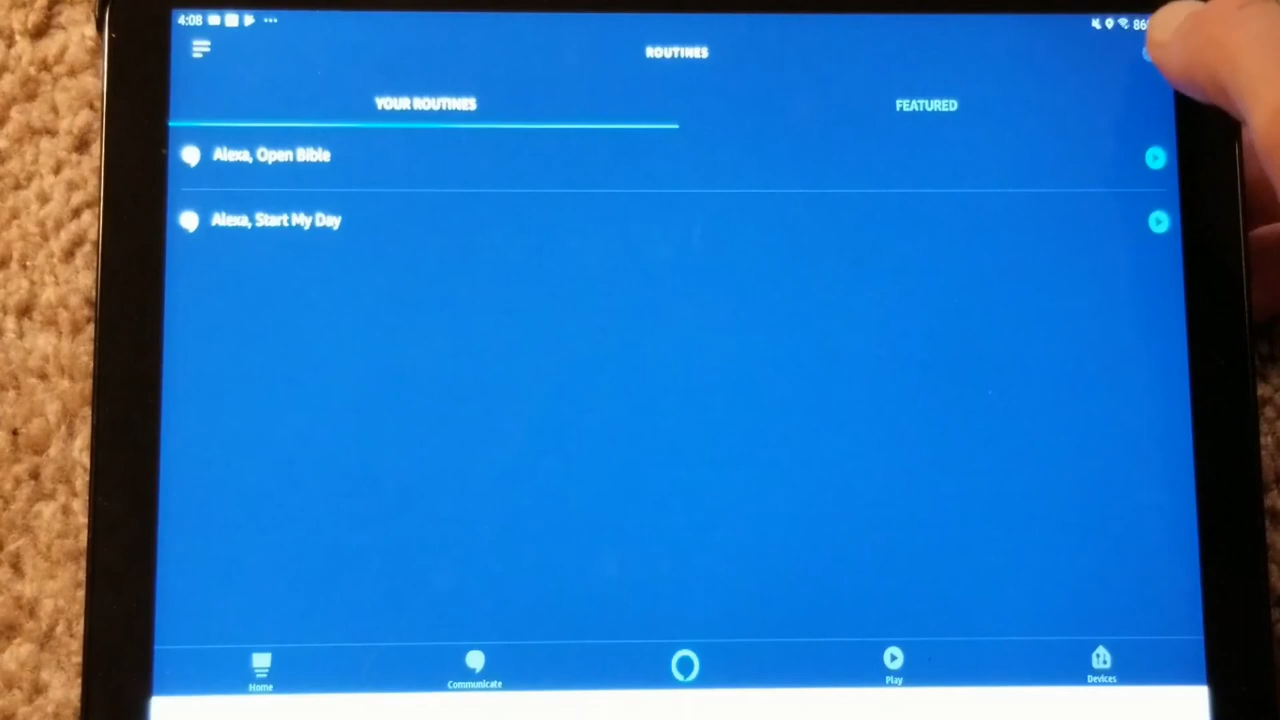 4:08
ROUTINES
YOUR ROUTINES
FEATURED
Alexa, Open Bible
Alexa, Start My Day
Home
Communicate
Play
Devices